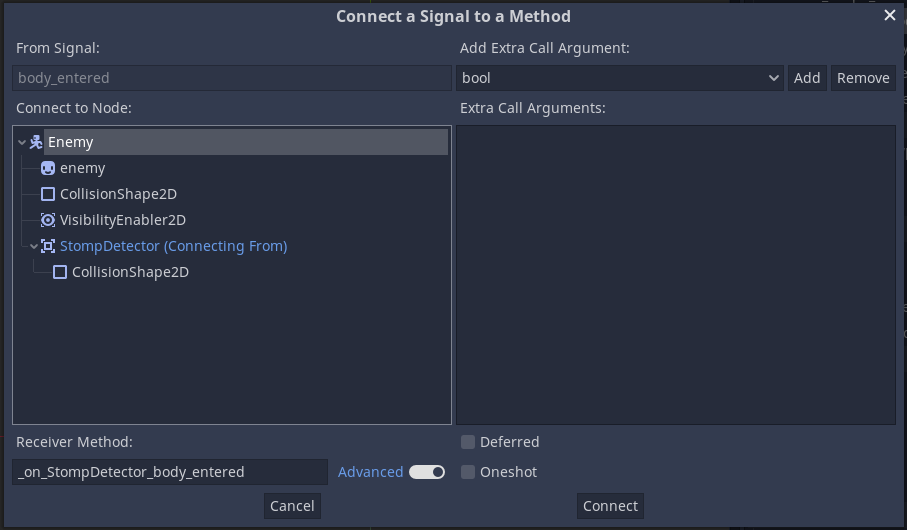 Connect a Signal to a Method
From Signal:
body_entered
Add Extra Call Argument:
bool
Add
Remove
Connect to Node:
Enemy
enemy
CollisionShape2D
VisibilityEnabler2D
StompDetector (Connecting From)
CollisionShape2D
Extra Call Arguments:
Receiver Method:
_on_StompDetector_body_entered
Advanced
Deferred
Oneshot
Cancel
Connect